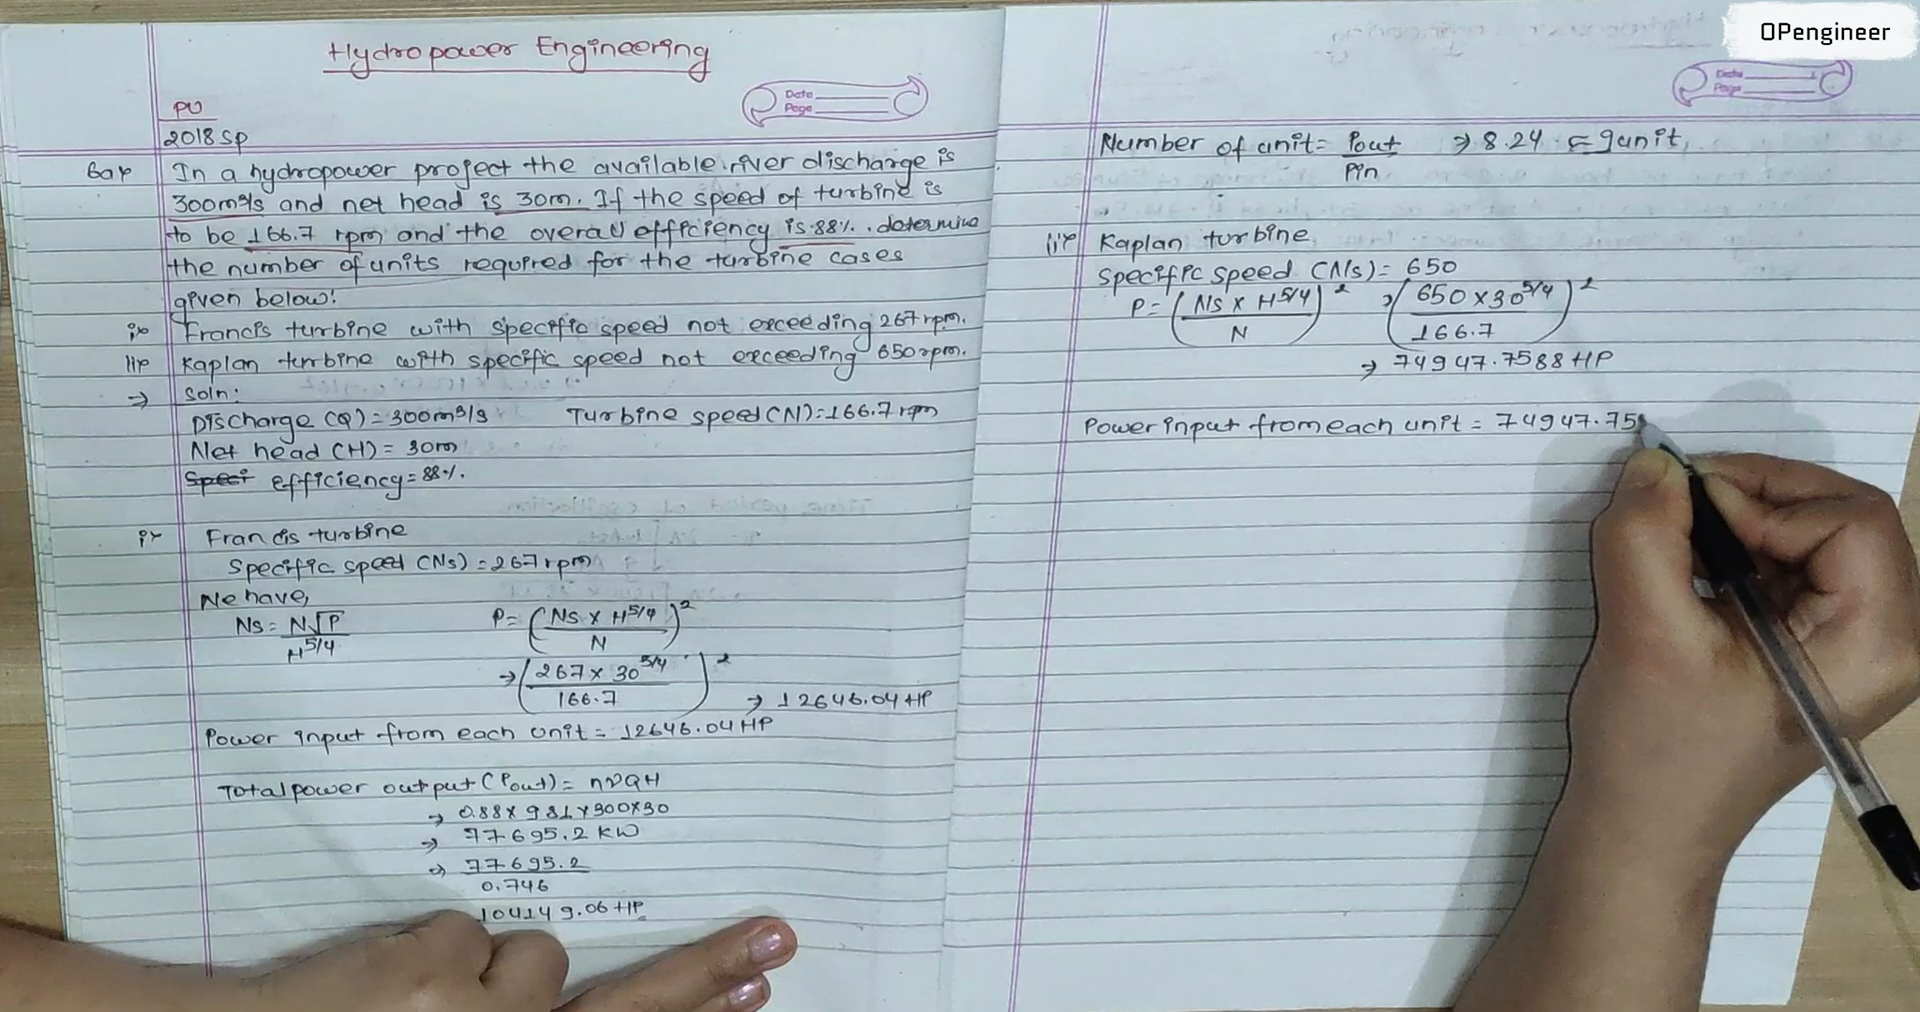 OPengineer
Hydropower Engineering
Date
Page
PU
2018 sp
6a) In a hydropower project the available river discharge is
300m³/s and net head is 30m. If the speed of turbine is
to be 166.7 rpm and the overall efficiency is 88%. determine
the number of units required for the turbine cases
given below:
i) Francis turbine with specific speed not exceeding 267 rpm.
ii) Kaplan turbine with specific speed not exceeding 650 rpm.
→ Soln:
Discharge (Q) = 300m³/s Turbine speed (N) = 166.7 rpm
Net head (H) = 30m
Spect efficiency = 88%.
i) Francis turbine
Specific speed (Ns) = 267 rpm
We have,
Ns = N√P / H^5/4 P = (Ns × H^5/4 / N)²
→ (267 × 30^5/4 / 166.7)² → 12646.04 HP
Power input from each unit = 12646.04 HP
Total power output (Pout) = nγQH
→ 0.88 × 9.81 × 300 × 30
→ 77695.2 KW
→ 77695.2 / 0.746
104149.06 HP
Date
Page
Number of unit = Pout / Pin → 8.24 ≈ 9 unit,
ii) Kaplan turbine
Specific speed (Ns) = 650
P = (Ns × H^5/4 / N)² → (650 × 30^5/4 / 166.7)²
→ 74947.7588 HP
Power input from each unit = 74947.75